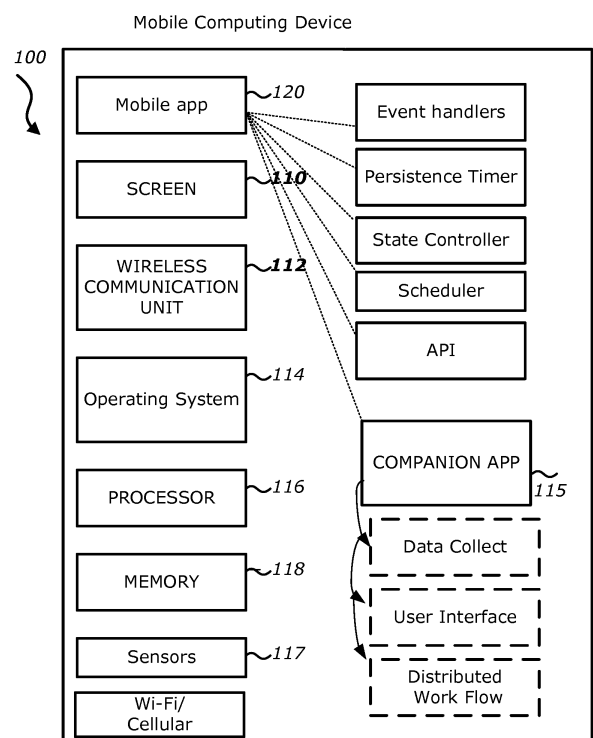 Mobile Computing Device
100
Mobile app
120
SCREEN
110
WIRELESS
COMMUNICATION
UNIT
112
Operating System
114
PROCESSOR
116
MEMORY
118
Sensors
117
Wi-Fi/
Cellular
Event handlers
Persistence Timer
State Controller
Scheduler
API
COMPANION APP
115
Data Collect
User Interface
Distributed
Work Flow